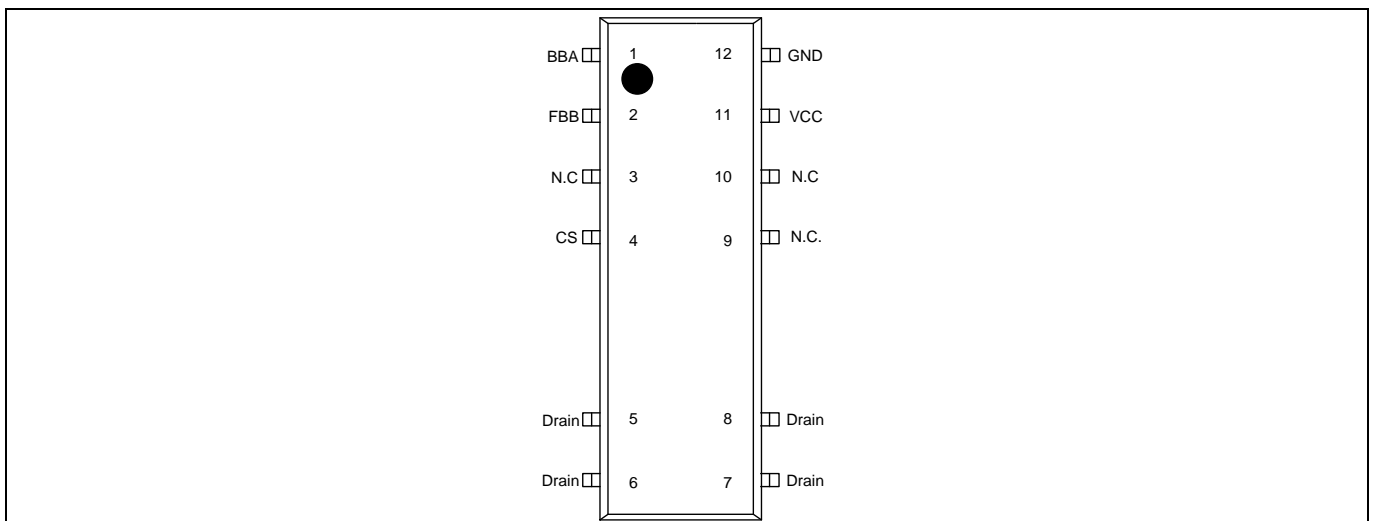 BBA 1 12 GND
FBB 2 11 VCC
N.C 3 10 N.C
CS 4 9 N.C.
Drain 5 8 Drain
Drain 6 7 Drain